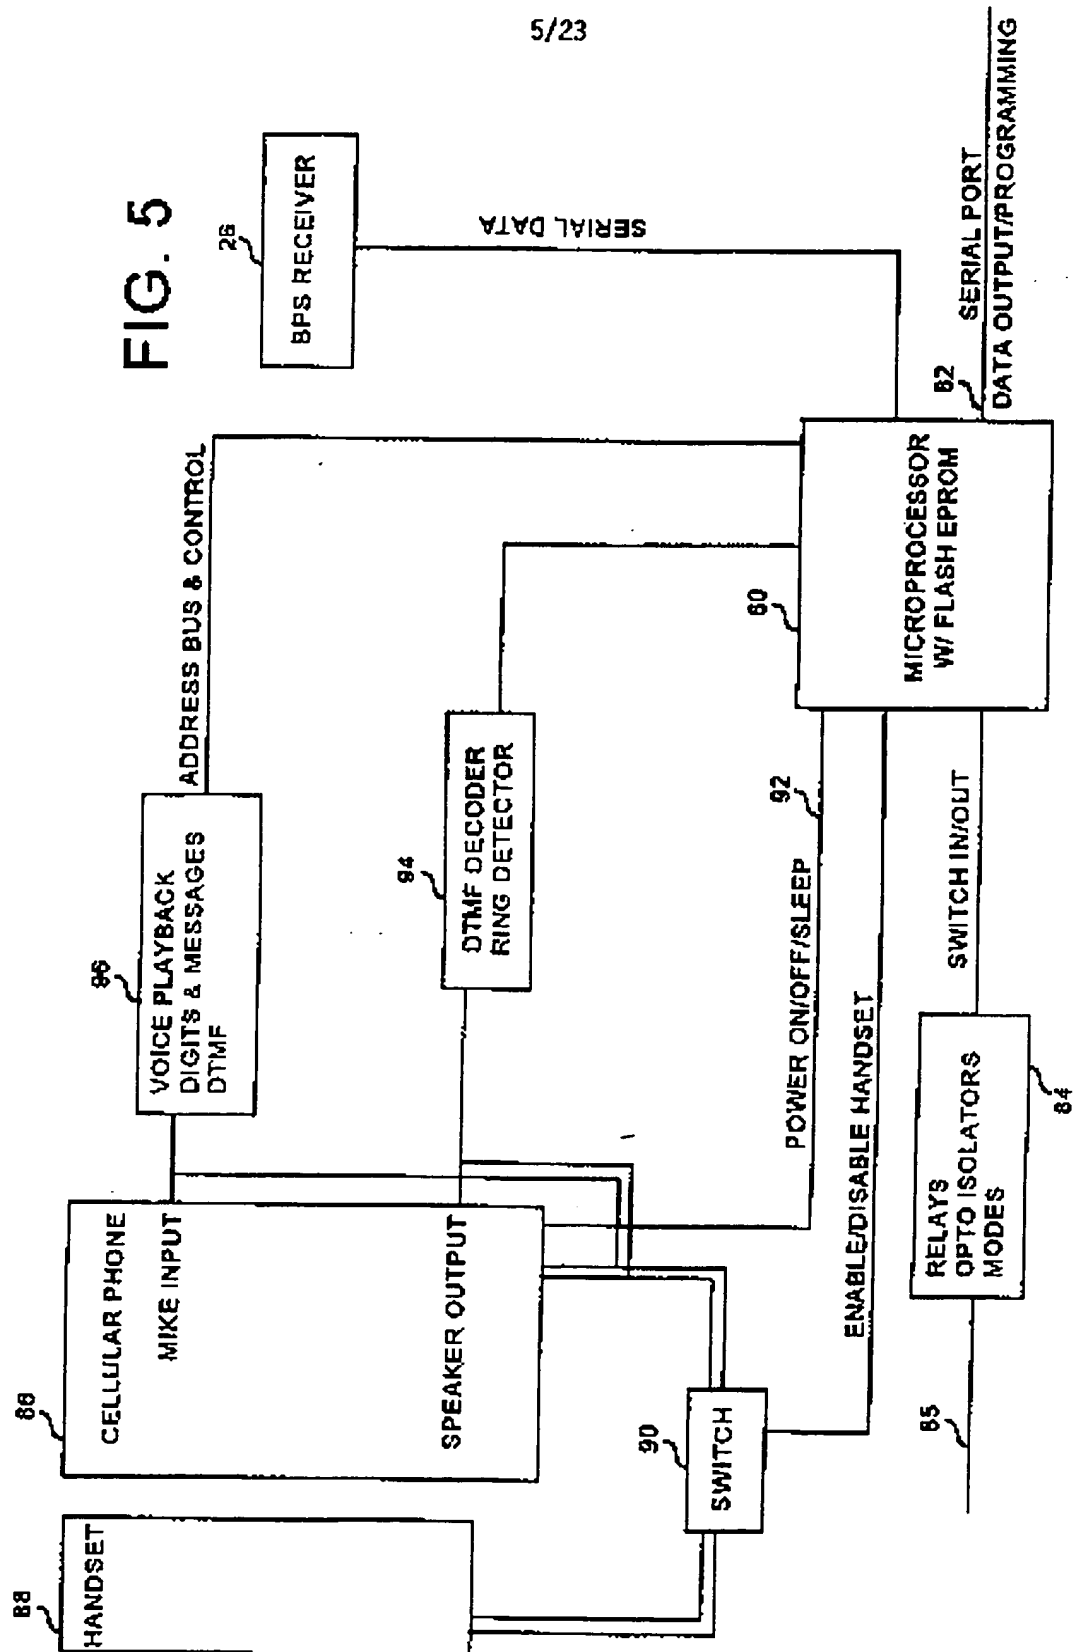 5/23
FIG. 5
88
HANDSET
86
CELLULAR PHONE
MIKE INPUT
SPEAKER OUTPUT
96
VOICE PLAYBACK
DIGITS & MESSAGES
DTMF
ADDRESS BUS & CONTROL
26
BPS RECEIVER
SERIAL DATA
94
DTMF DECODER
RING DETECTOR
90
SWITCH
POWER ON/OFF/SLEEP
92
ENABLE/DISABLE HANDSET
80
MICROPROCESSOR
W/ FLASH EPROM
82
SERIAL PORT
DATA OUTPUT/PROGRAMMING
85
RELAYS
OPTO ISOLATORS
MODES
84
SWITCH IN/OUT